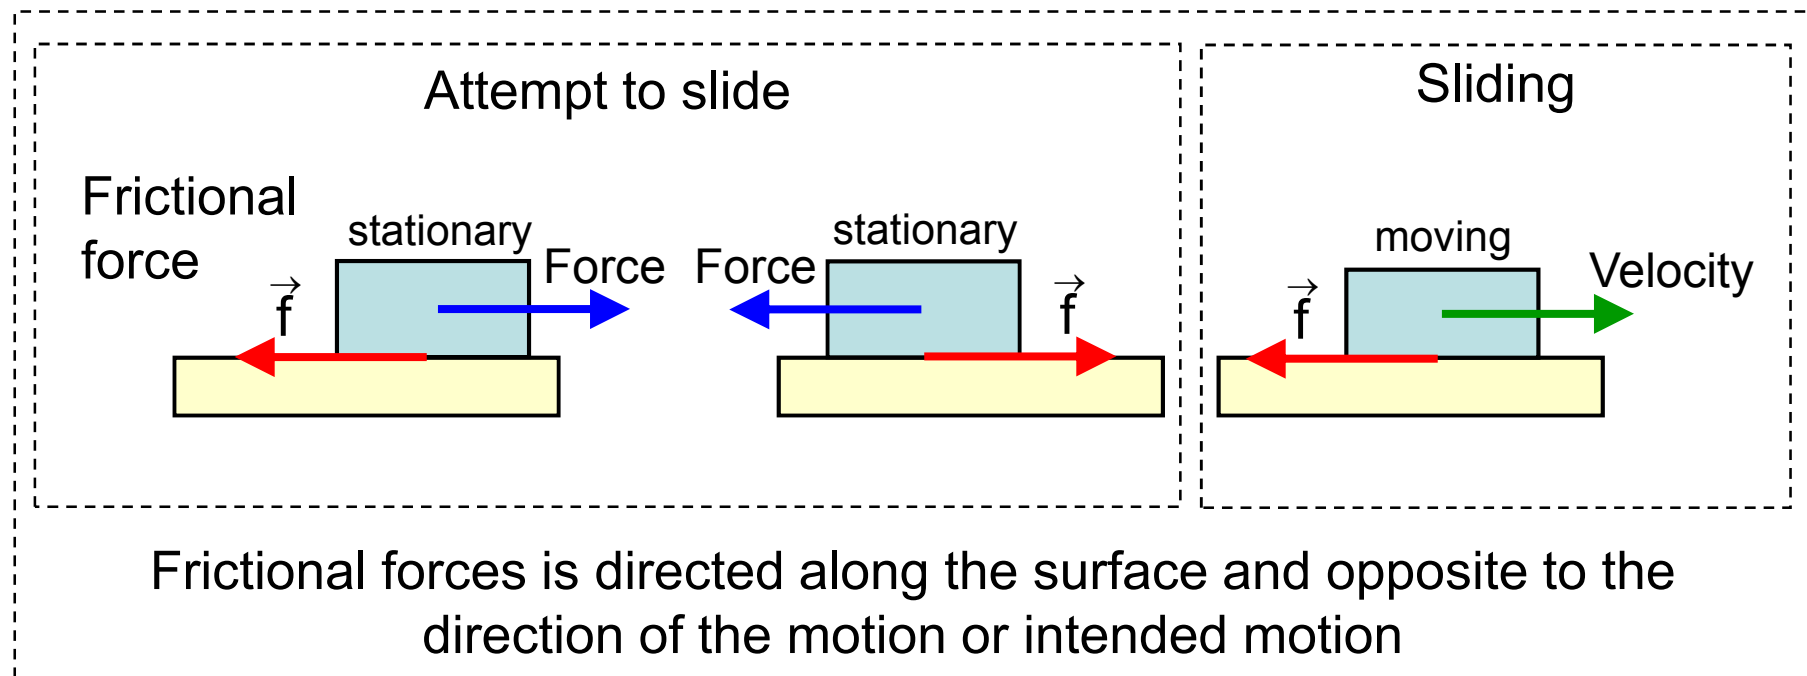 Attempt to slide
Sliding
Frictional
force
stationary
Force
f
Force
stationary
f
moving
Velocity
f
Frictional forces is directed along the surface and opposite to the
direction of the motion or intended motion